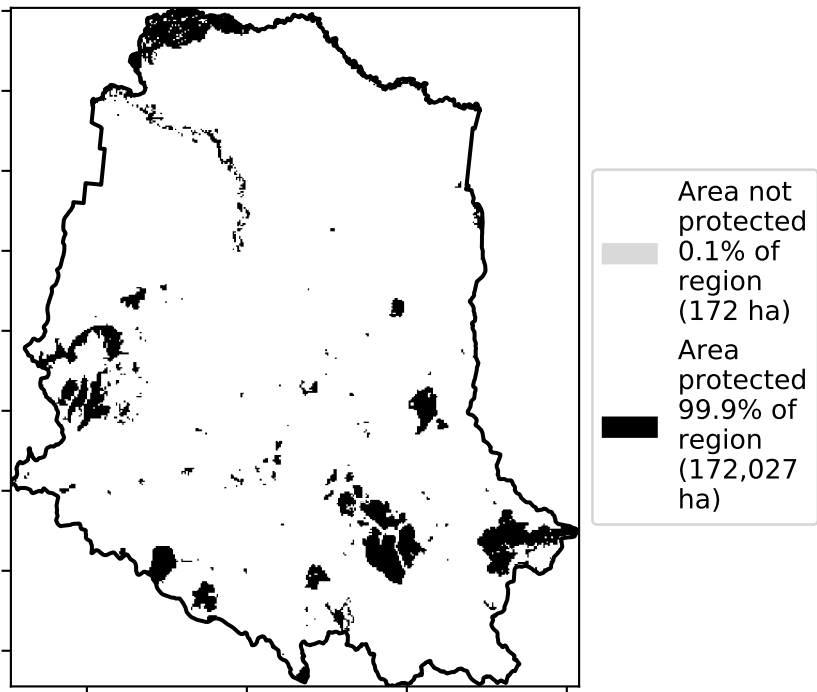 Area not
protected
0.1% of
region
(172 ha)
Area
protected
99.9% of
region
(172,027
ha)